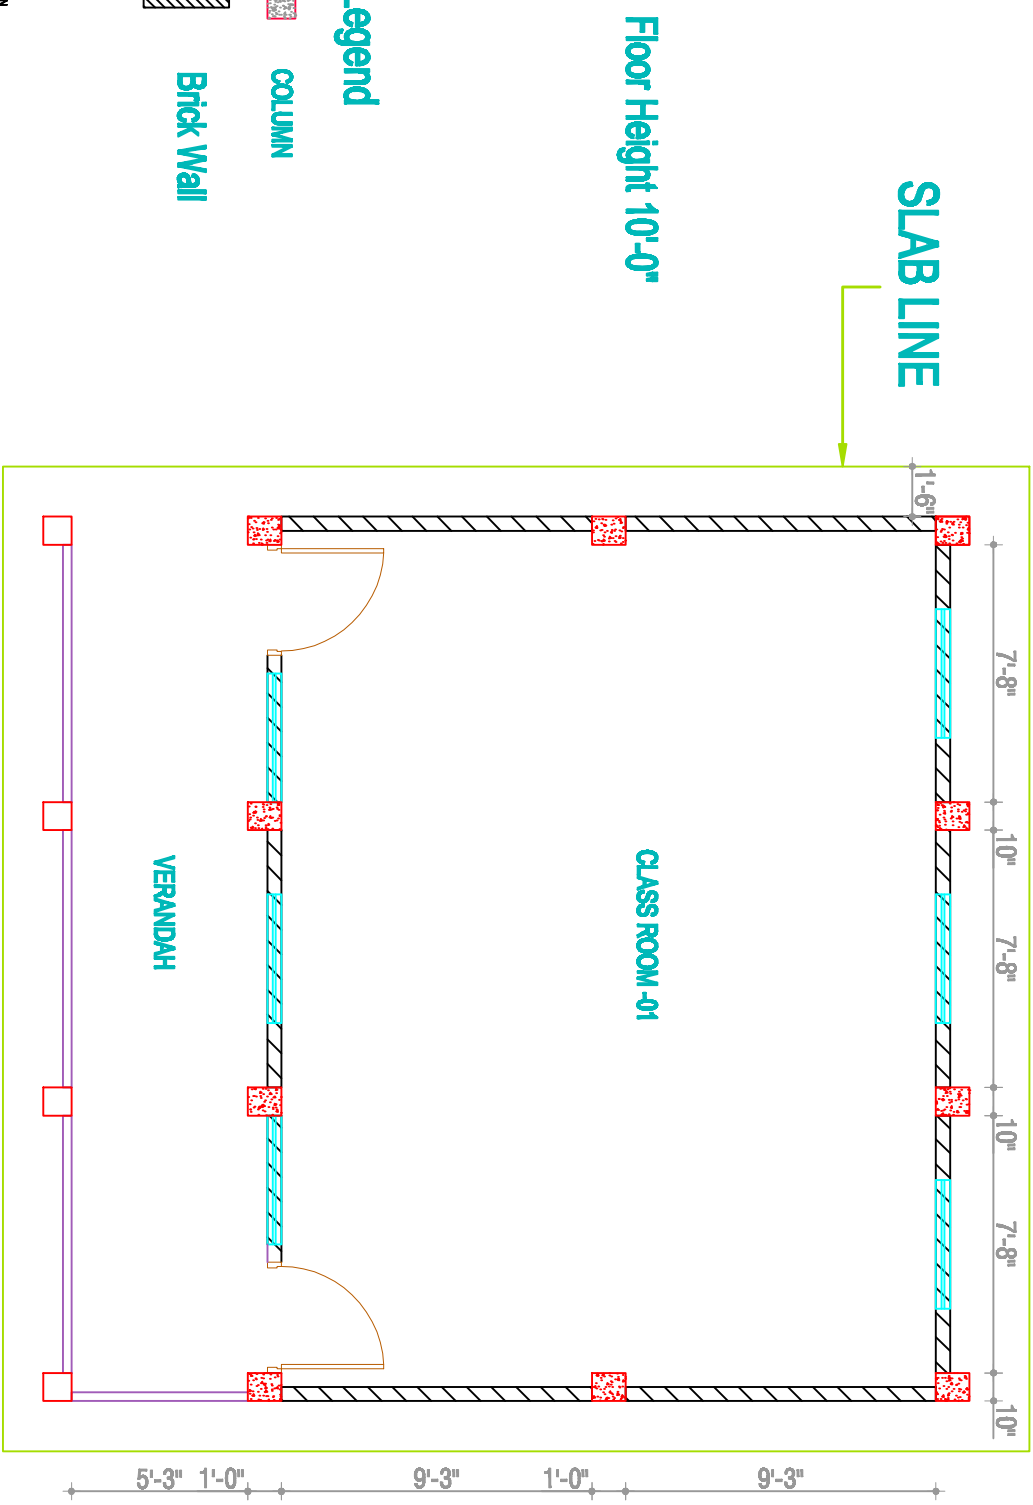 SLAB LINE
Floor Height 10'-0"
Legend
COLUMN
Brick Wall
1'-6"
7'-8"
10"
7'-8"
10"
7'-8"
10"
CLASS ROOM -01
VERANDAH
5'-3"
1'-0"
9'-3"
1'-0"
9'-3"